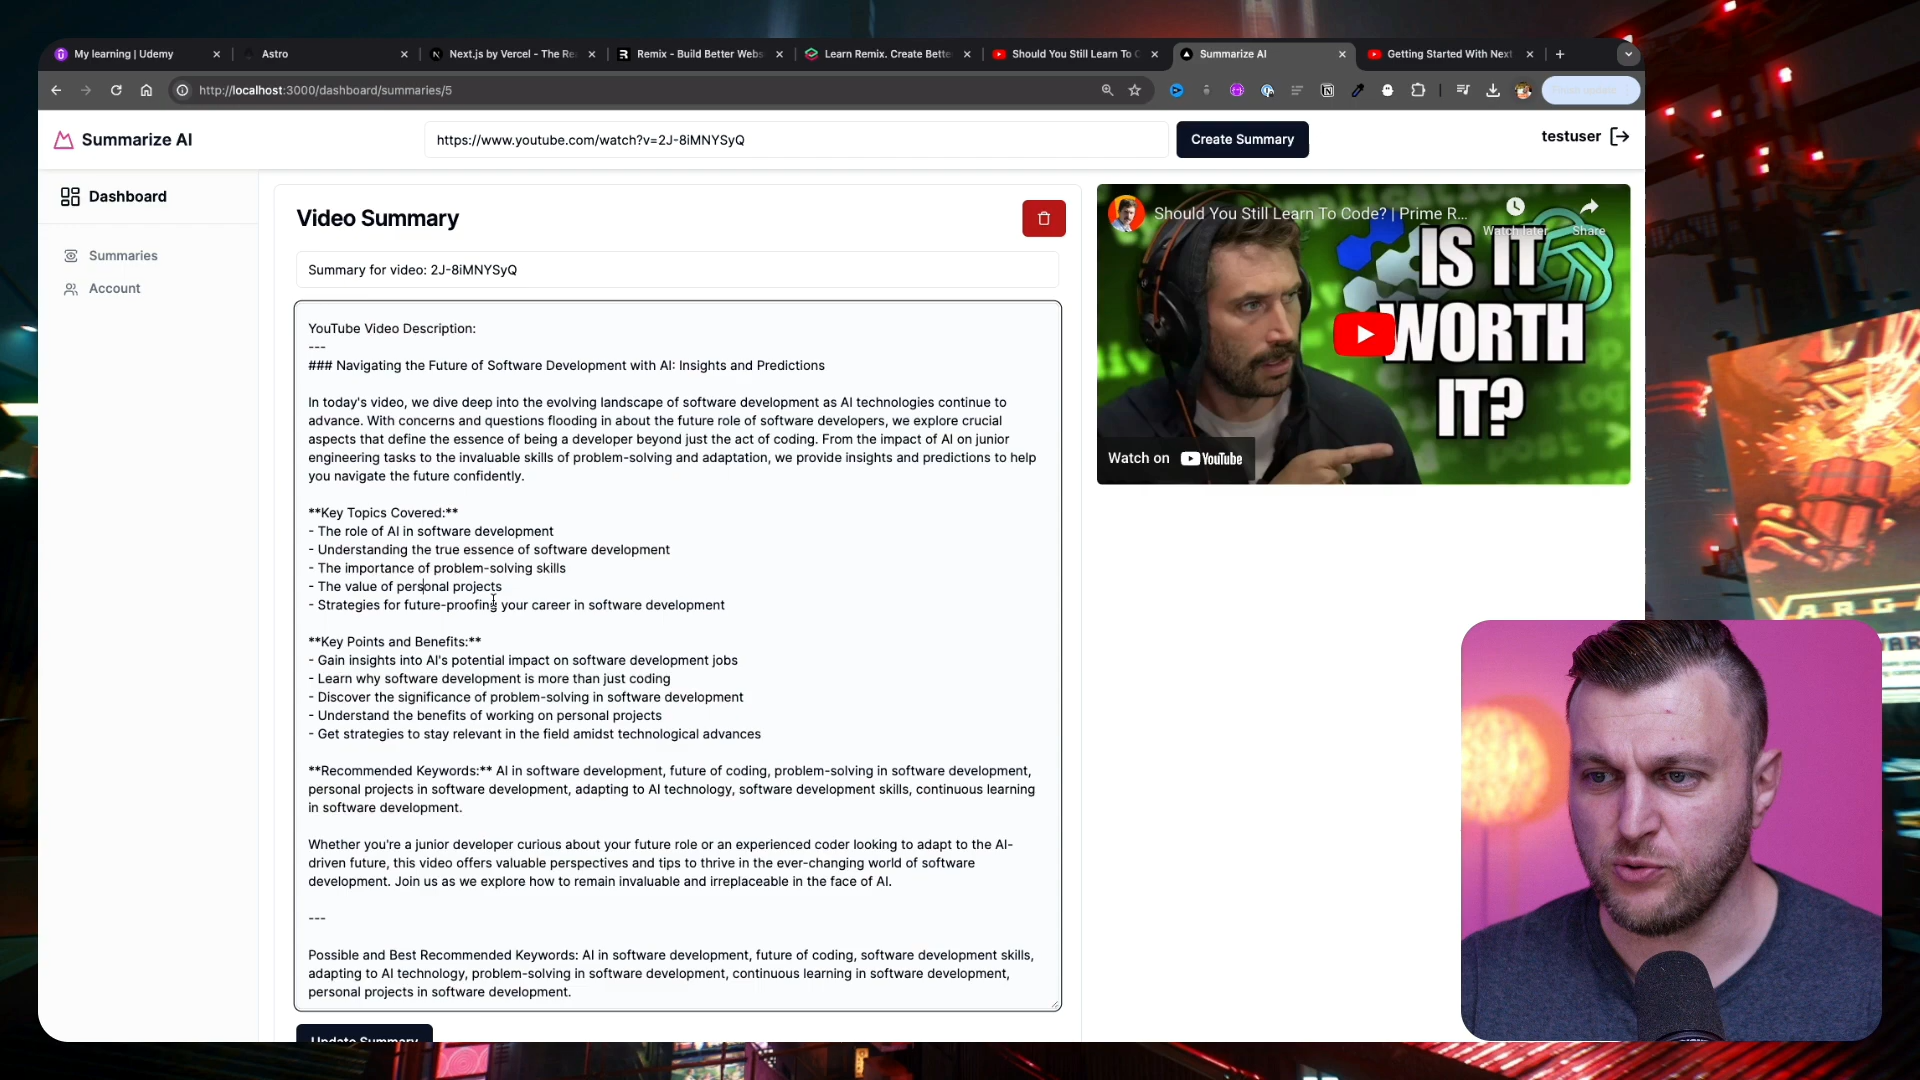 My learning | Udemy
Astro
Next.js by Vercel - The Re
Remix - Build Better Webs
Learn Remix. Create Bette
Should You Still Learn To C
Summarize AI
Getting Started With Next
http://localhost:3000/dashboard/summaries/5
Summarize AI
https://www.youtube.com/watch?v=2J-8iMNYSyQ
Create Summary
testuser
Dashboard
Summaries
Account
Video Summary
Summary for video: 2J-8iMNYSyQ
YouTube Video Description:
---
### Navigating the Future of Software Development with AI: Insights and Predictions
In today's video, we dive deep into the evolving landscape of software development as AI technologies continue to
advance. With concerns and questions flooding in about the future role of software developers, we explore crucial
aspects that define the essence of being a developer beyond just the act of coding. From the impact of AI on junior
engineering tasks to the invaluable skills of problem-solving and adaptation, we provide insights and predictions to help
you navigate the future confidently.
**Key Topics Covered:**
- The role of AI in software development
- Understanding the true essence of software development
- The importance of problem-solving skills
- The value of personal projects
- Strategies for future-proofing your career in software development
**Key Points and Benefits:**
- Gain insights into AI's potential impact on software development jobs
- Learn why software development is more than just coding
- Discover the significance of problem-solving in software development
- Understand the benefits of working on personal projects
- Get strategies to stay relevant in the field amidst technological advances
**Recommended Keywords:** AI in software development, future of coding, problem-solving in software development,
personal projects in software development, adapting to AI technology, software development skills, continuous learning
in software development.
Whether you're a junior developer curious about your future role or an experienced coder looking to adapt to the AI-
driven future, this video offers valuable perspectives and tips to thrive in the ever-changing world of software
development. Join us as we explore how to remain invaluable and irreplaceable in the face of AI.
---
Possible and Best Recommended Keywords: AI in software development, future of coding, software development skills,
adapting to AI technology, problem-solving in software development, continuous learning in software development,
personal projects in software development.
Update Summary
Should You Still Learn To Code? | Prime R...
Watch later
Share
IS IT
WORTH
IT?
Watch on YouTube
VARG